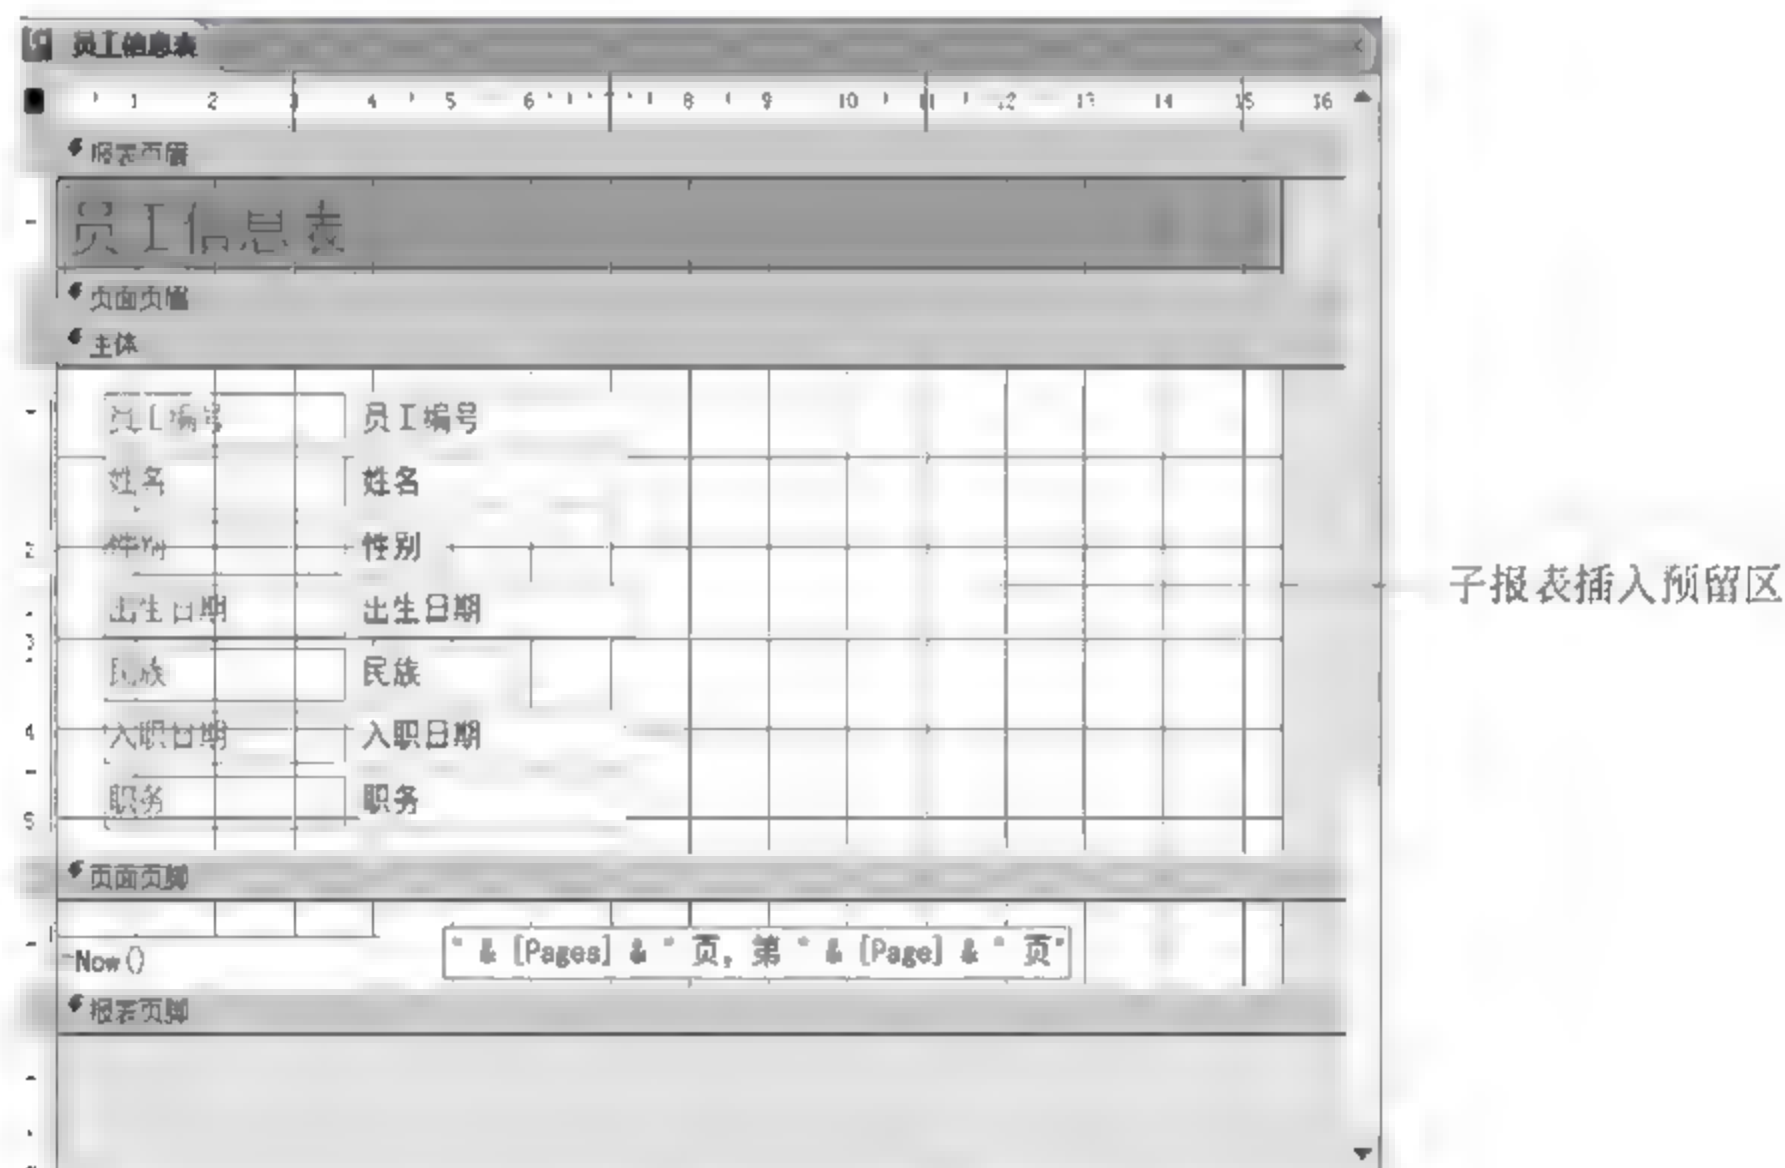 员工信息表
1 2 3 4 5 6 8 9 10 11 12 13 14 15 16
报表页眉
员工信息表
页面页眉
主体
员工编号 员工编号
姓名 姓名
性别 性别
子报表插入预留区
出生日期 出生日期
民族 民族
入职日期 入职日期
职务 职务
页面页脚
=Now() " & [Pages] & " 页，第 " & [Page] & " 页"
报表页脚